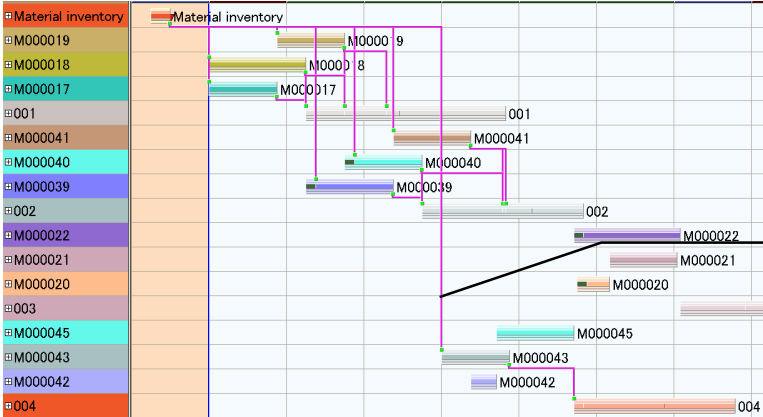 Material inventory Material inventory
M000019 M000019
M000018 M000018
M000017 M000017
001 001
M000041 M000041
M000040 M000040
M000039 M000039
002 002
M000022 M000022
M000021 M000021
M000020 M000020
003
M000045 M000045
M000043 M000043
M000042 M000042
004 004